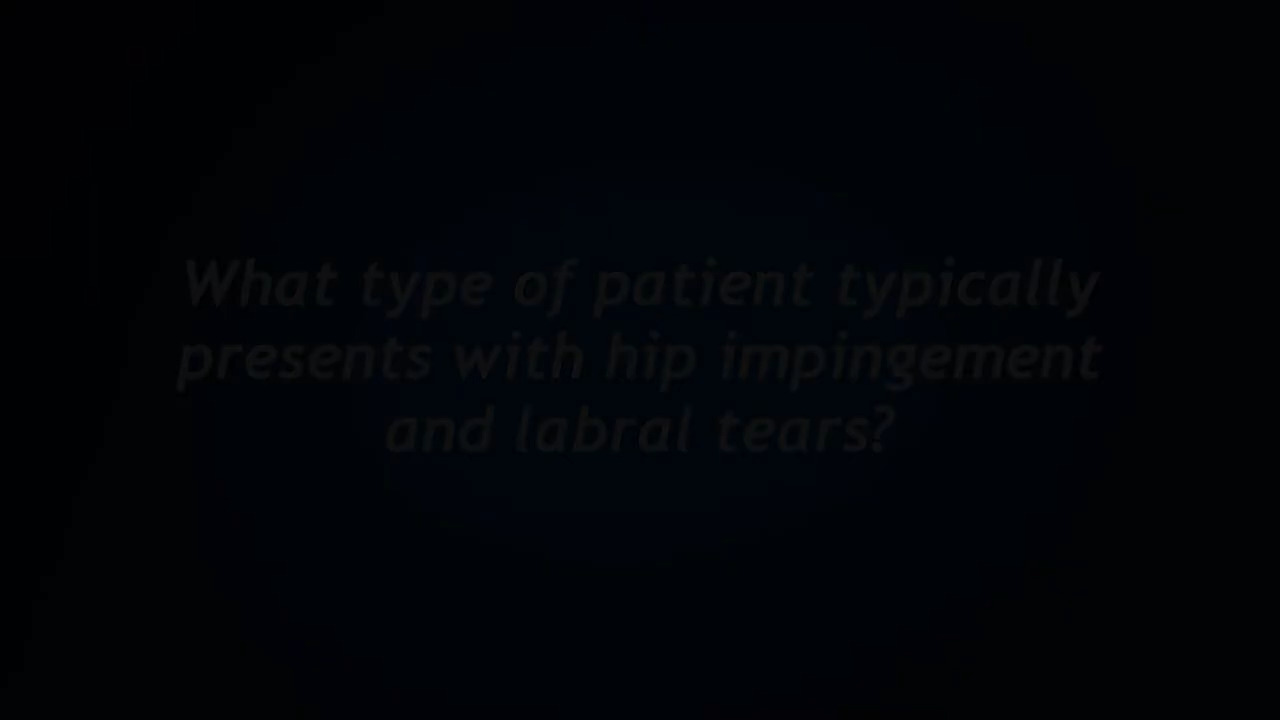 What type of patient typically
presents with hip impingement
and labral tears?